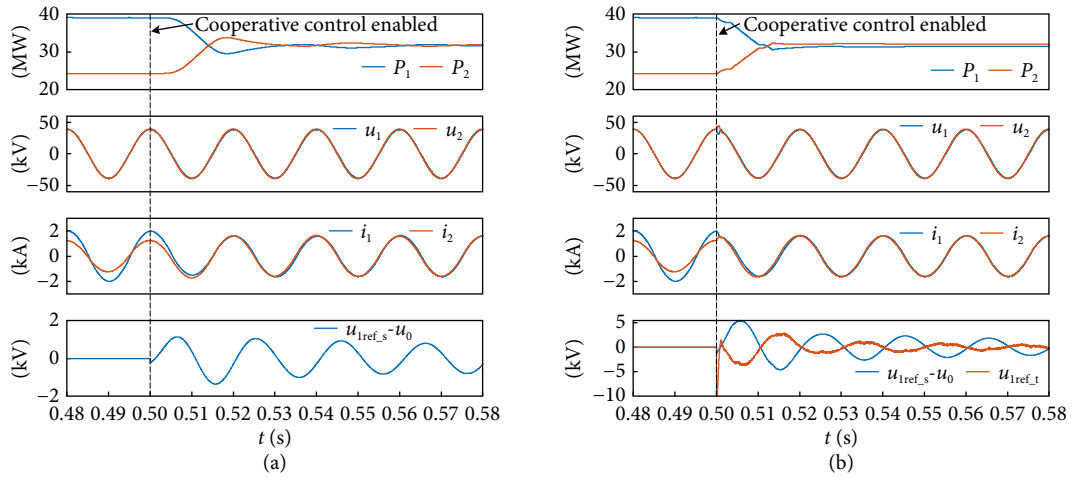 40
30
20
(MW)
Cooperative control enabled
P1 P2
50
0
−50
(kV)
u1 u2
2
0
−2
(kA)
i1 i2
2
0
2
(kV)
u1ref_s-u0
0.48 0.49 0.50 0.51 0.52 0.53 0.54 0.55 0.56 0.57 0.58
t (s)
(a)
40
30
20
(MW)
Cooperative control enabled
P1 P2
50
0
−50
(kV)
u1 u2
2
0
−2
(kA)
i1 i2
5
0
−5
−10
(kV)
u1ref_s-u0 u1ref_t
0.48 0.49 0.50 0.51 0.52 0.53 0.54 0.55 0.56 0.57 0.58
t (s)
(b)